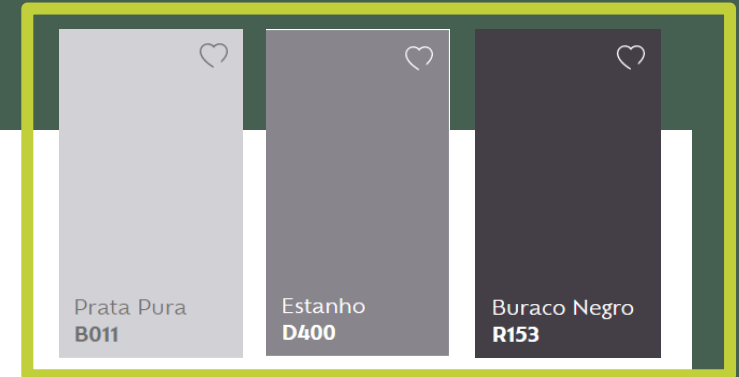 Prata Pura
B011
Estanho
D400
Buraco Negro
R153